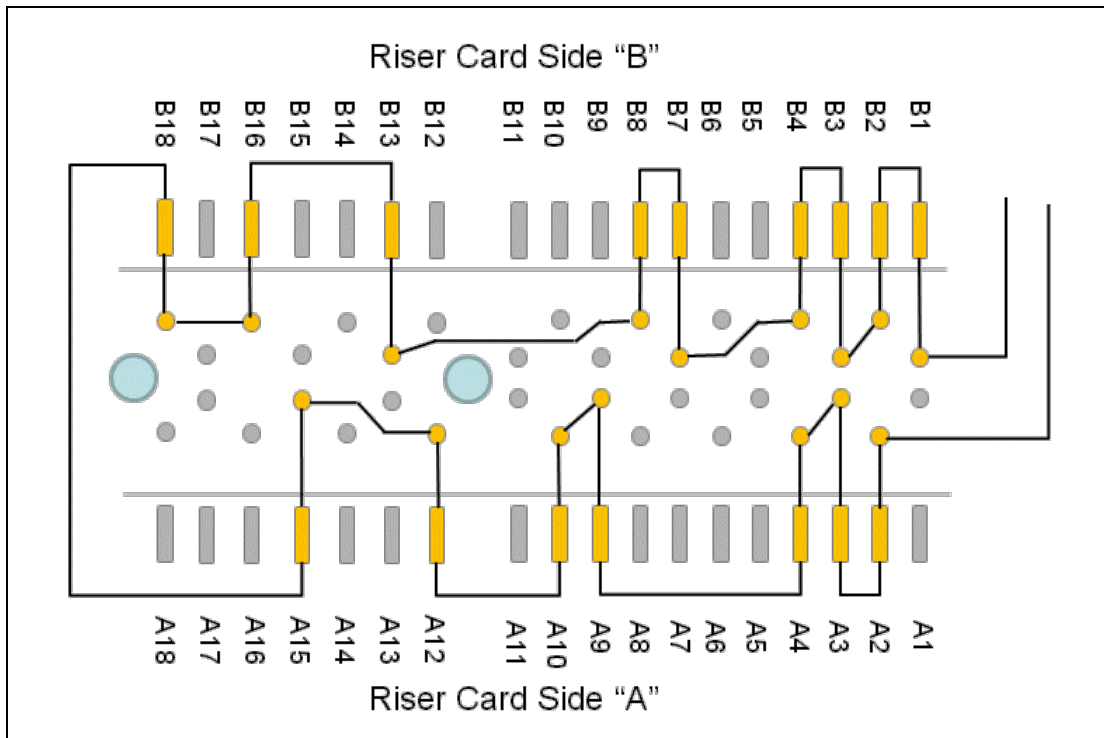 Riser Card Side “B”
B18 B17 B16 B15 B14 B13 B12 B11 B10 B9 B8 B7 B6 B5 B4 B3 B2 B1
A18 A17 A16 A15 A14 A13 A12 A11 A10 A9 A8 A7 A6 A5 A4 A3 A2 A1
Riser Card Side “A”